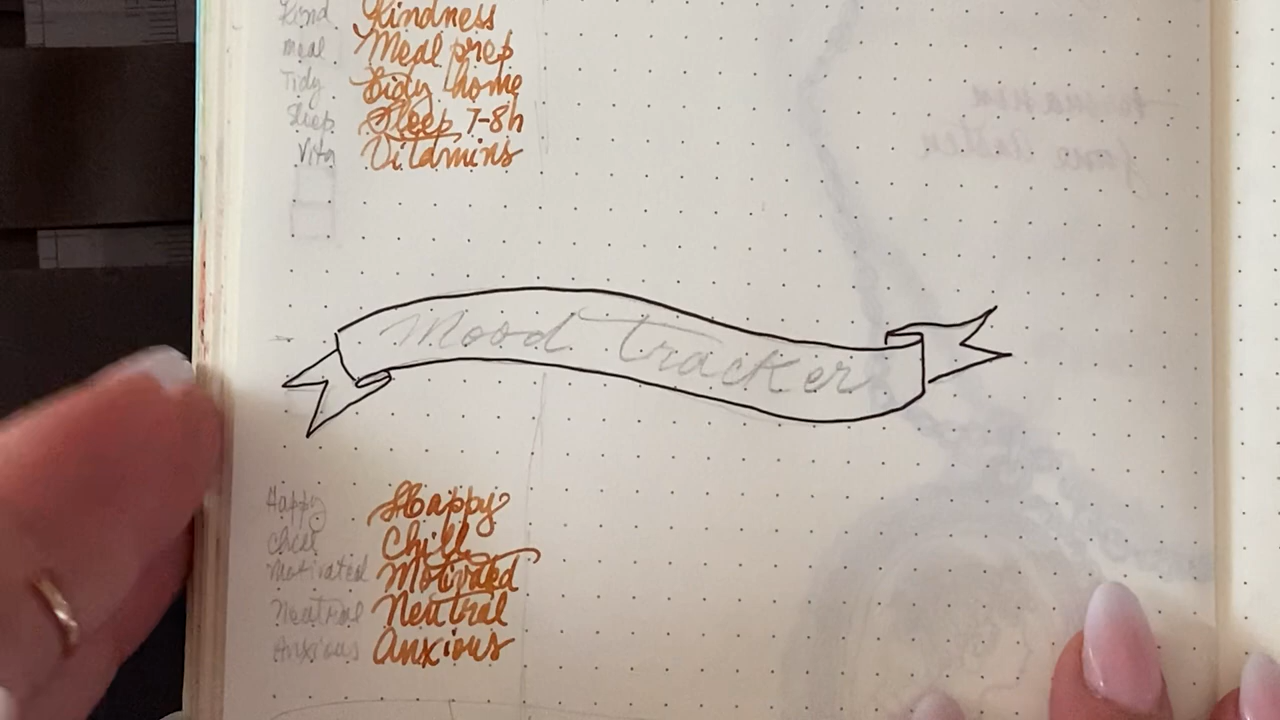 Kind Kindness
meal Meal prep
Tidy Tidy home
Sleep Sleep 7-8h
Vita Vitamins
Mood tracker
Happy Happy
Chill Chill
Motivated Motivated
Neutral Neutral
Anxious Anxious